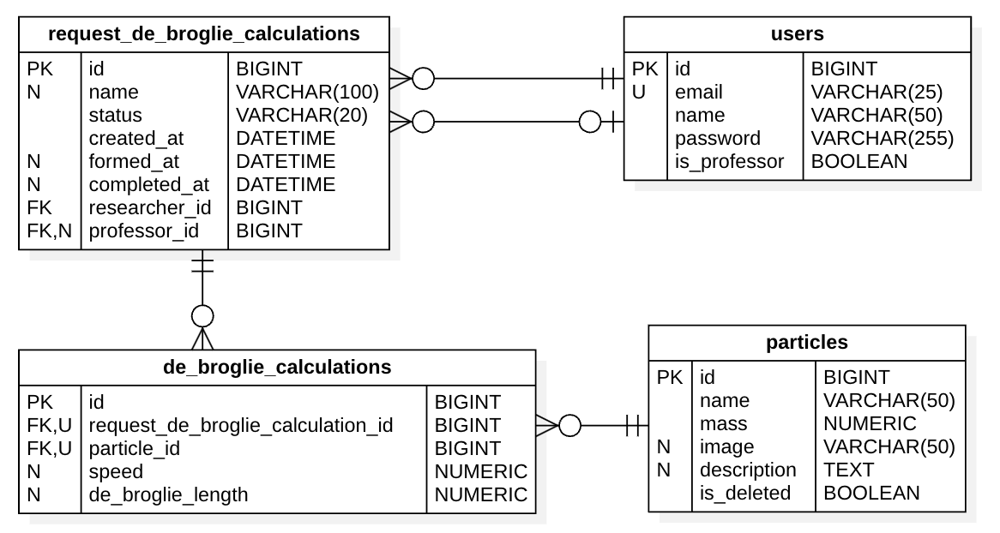 request_de_broglie_calculations
PK id BIGINT
N name VARCHAR(100)
status VARCHAR(20)
created_at DATETIME
N formed_at DATETIME
N completed_at DATETIME
FK researcher_id BIGINT
FK,N professor_id BIGINT
users
PK id BIGINT
U email VARCHAR(25)
name VARCHAR(50)
password VARCHAR(255)
is_professor BOOLEAN
de_broglie_calculations
PK id BIGINT
FK,U request_de_broglie_calculation_id BIGINT
FK,U particle_id BIGINT
N speed NUMERIC
N de_broglie_length NUMERIC
particles
PK id BIGINT
name VARCHAR(50)
mass NUMERIC
N image VARCHAR(50)
N description TEXT
is_deleted BOOLEAN